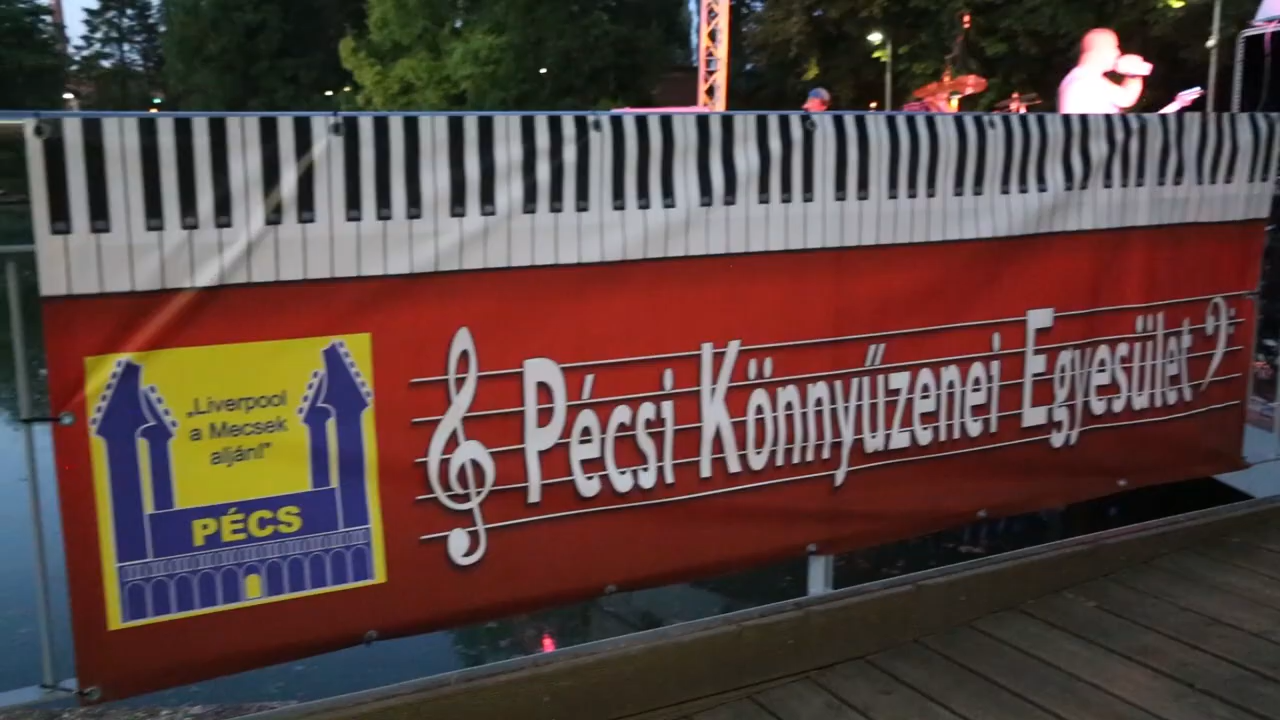 „Liverpool
a Mecsek
alján!"
PÉCS
Pécsi Könnyűzenei Egyesület